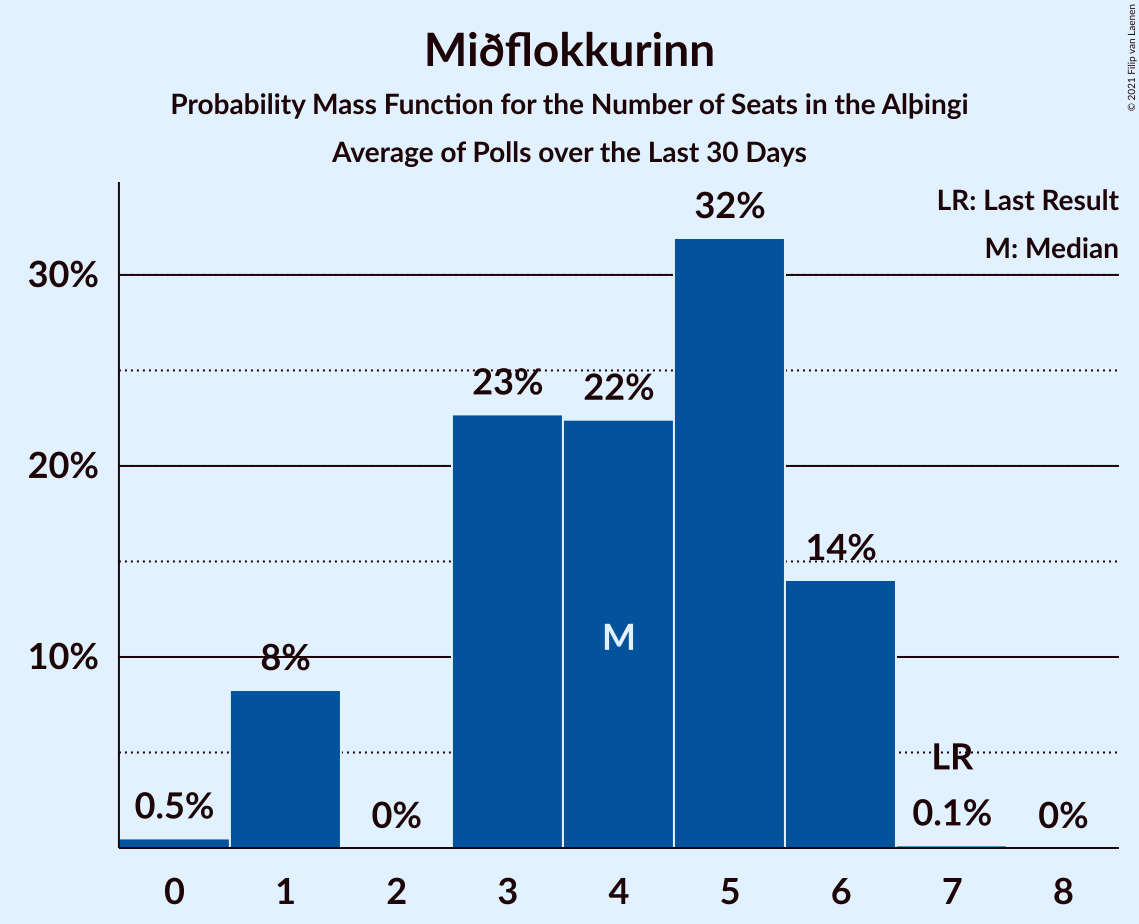 Miðflokkurinn
Probability Mass Function for the Number of Seats in the Alþingi
Average of Polls over the Last 30 Days
© 2021 Filip van Laenen
LR: Last Result
M: Median
30%
20%
10%
0.5%
8%
0%
23%
22%
32%
14%
0.1%
0%
M
LR
0 1 2 3 4 5 6 7 8